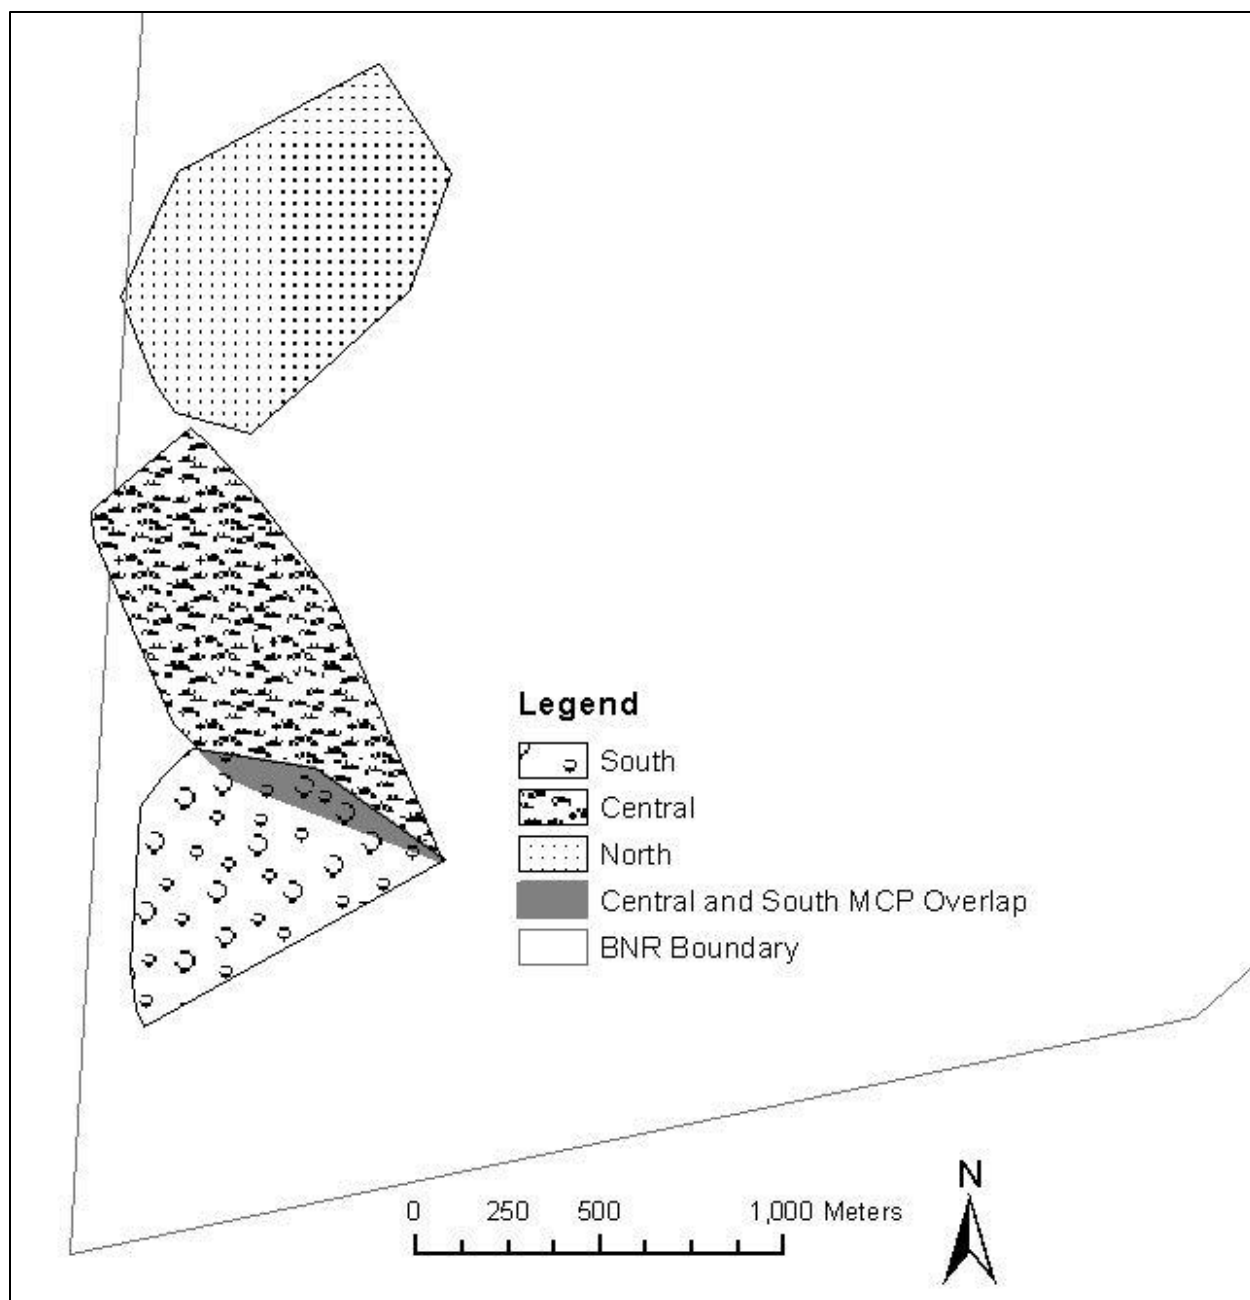 Legend
South
Central
North
Central and South MCP Overlap
BNR Boundary
N
0 250 500 1,000 Meters